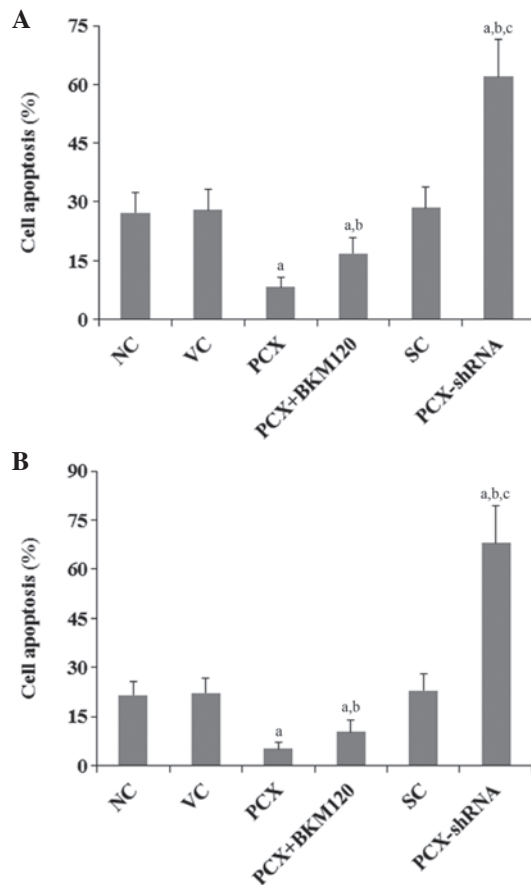 A
75
60
45
30
15
0
Cell apoptosis (%)
a
a,b
a,b,c
NC
VC
PCX
PCX+BKM120
SC
PCX-shRNA
B
90
75
60
45
30
15
0
Cell apoptosis (%)
a
a,b
a,b,c
NC
VC
PCX
PCX+BKM120
SC
PCX-shRNA